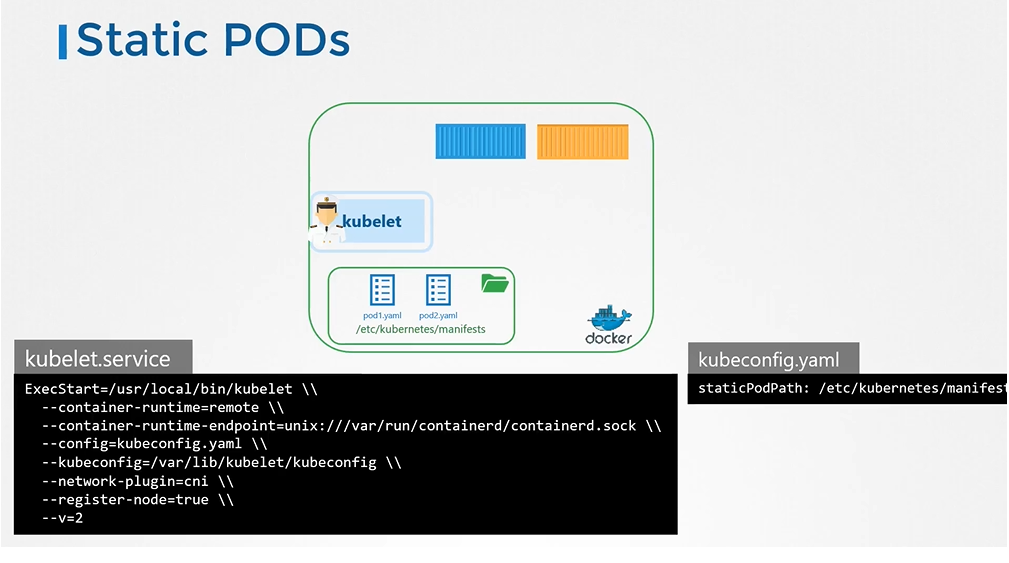 Static PODs
kubelet
pod1.yaml pod2.yaml
/etc/kubernetes/manifests
docker
kubelet.service
ExecStart=/usr/local/bin/kubelet \\
--container-runtime=remote \\
--container-runtime-endpoint=unix:///var/run/containerd/containerd.sock \\
--config=kubeconfig.yaml \\
--kubeconfig=/var/lib/kubelet/kubeconfig \\
--network-plugin=cni \\
--register-node=true \\
--v=2
kubeconfig.yaml
staticPodPath: /etc/kubernetes/manifest